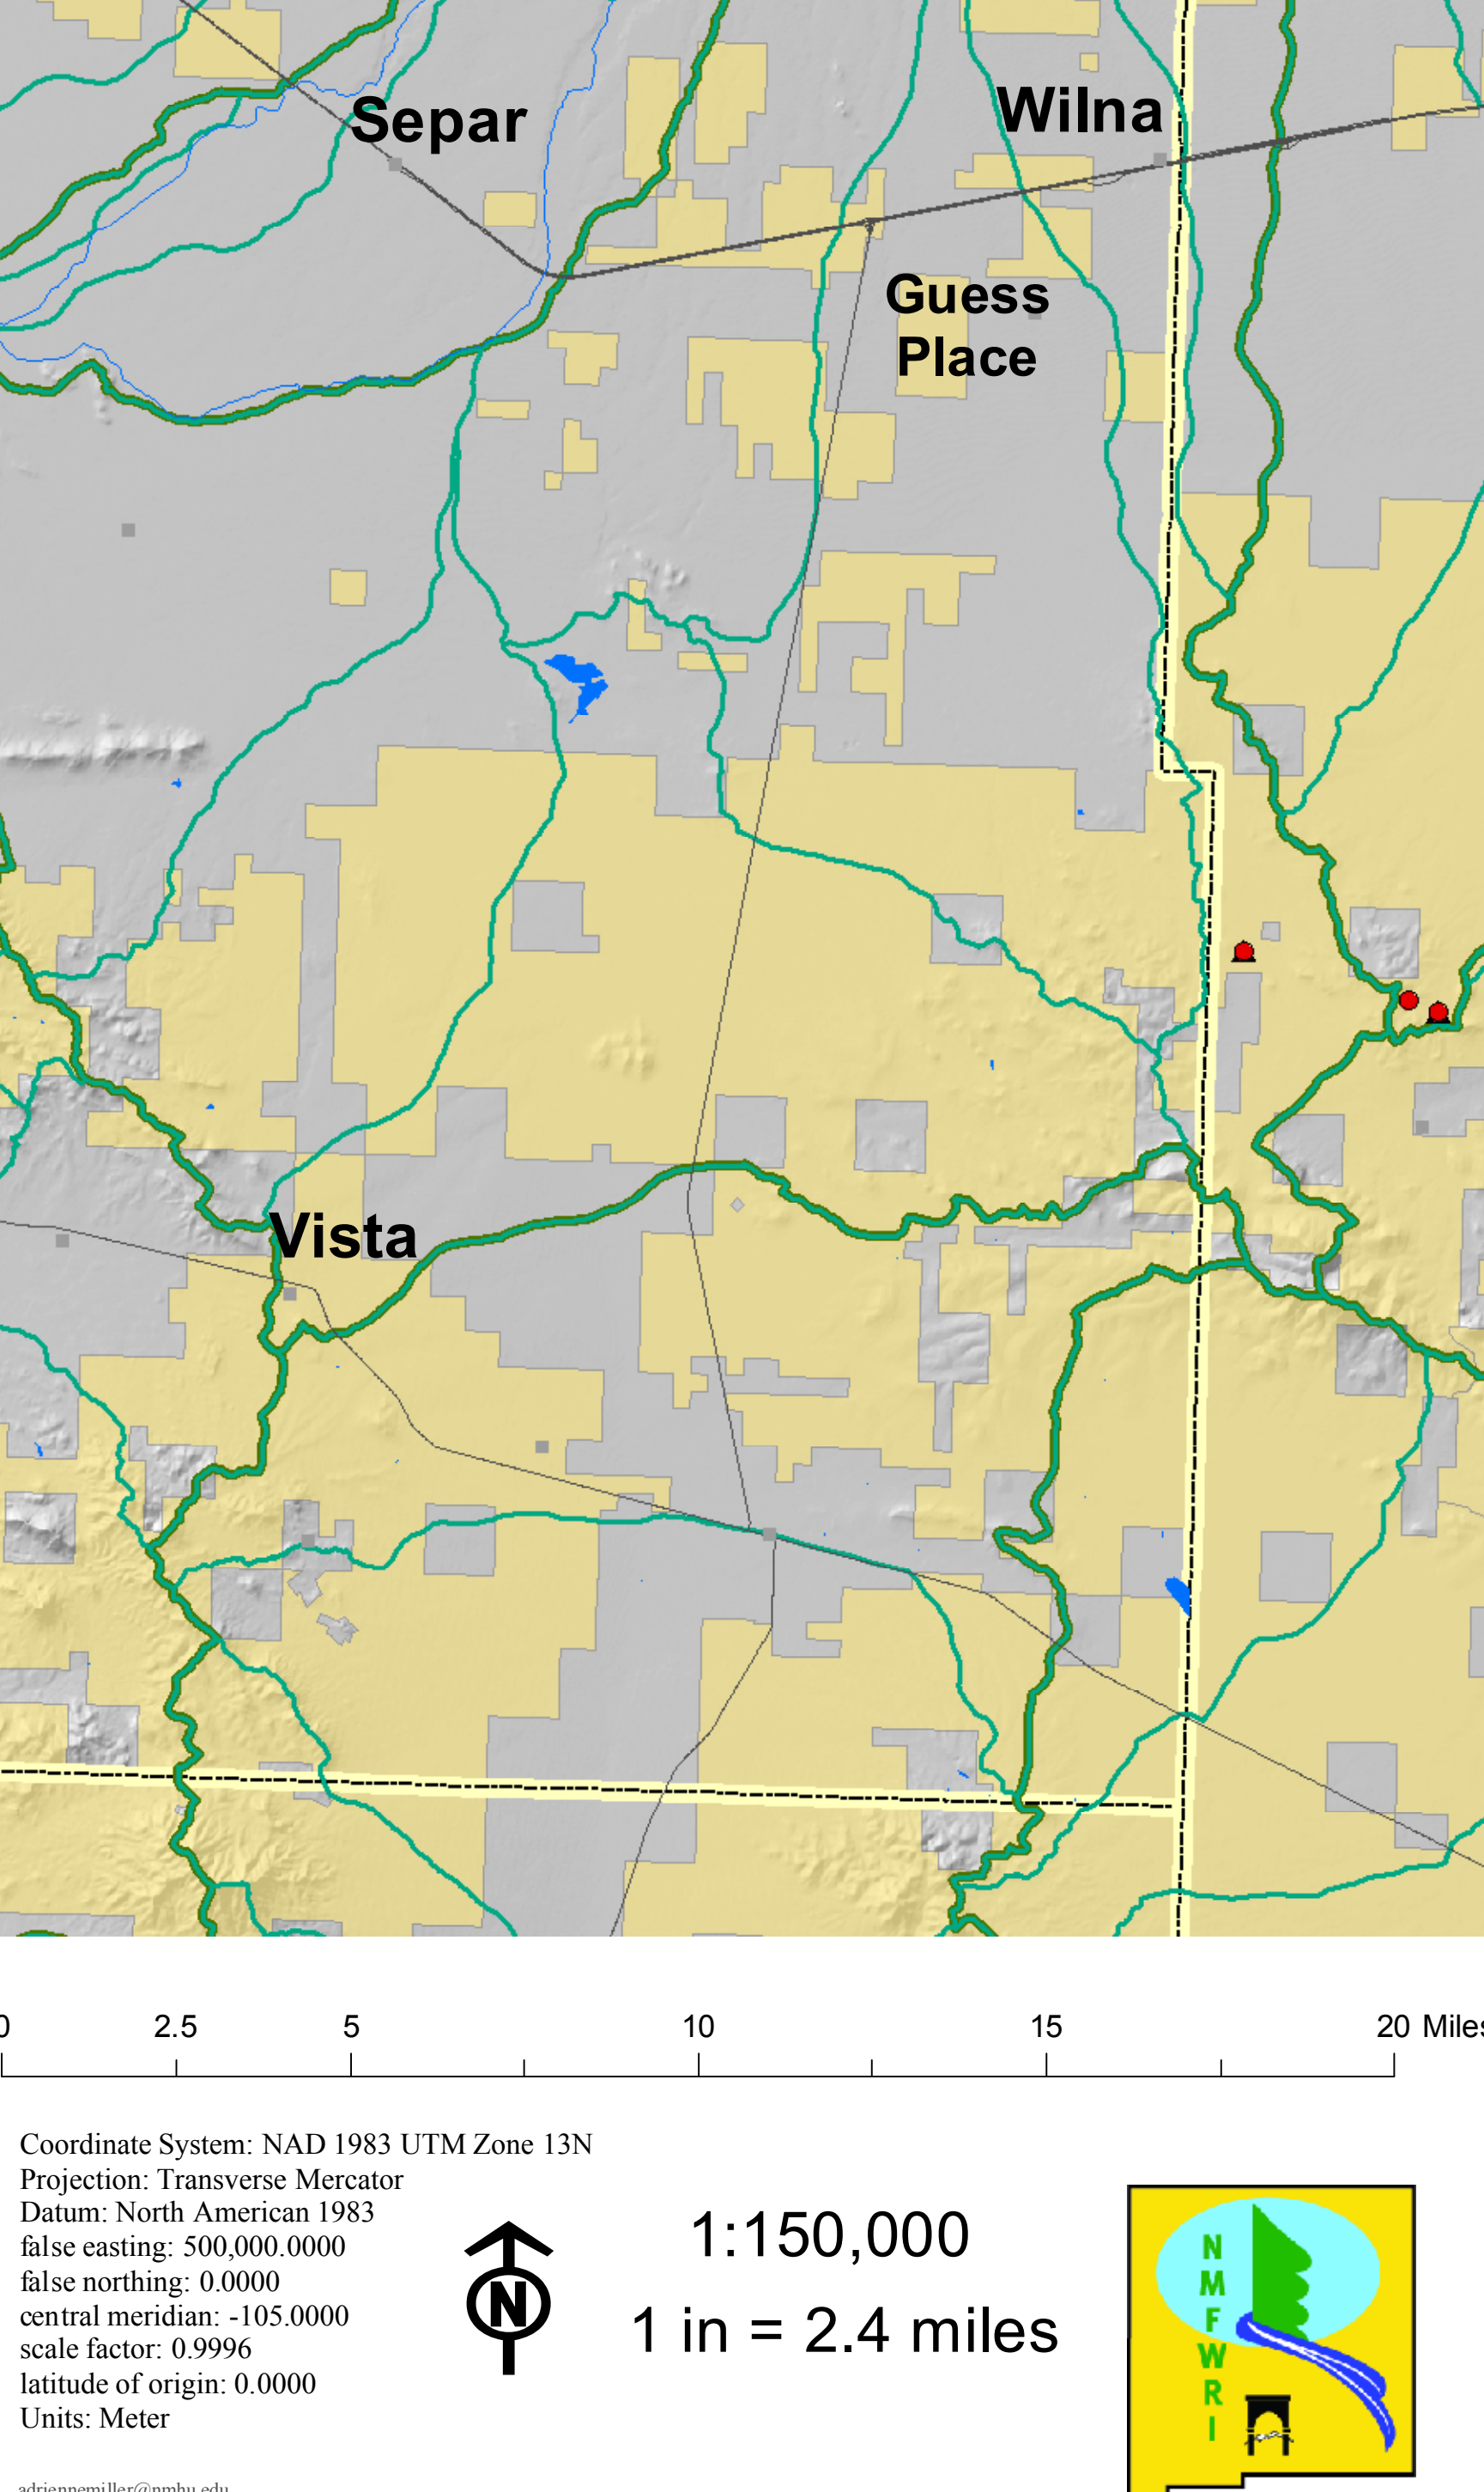 Separ
Wilna
Guess
Place
Vista
0 2.5 5 10 15 20 Miles
Coordinate System: NAD 1983 UTM Zone 13N
Projection: Transverse Mercator
Datum: North American 1983
false easting: 500,000.0000
false northing: 0.0000
central meridian: -105.0000
scale factor: 0.9996
latitude of origin: 0.0000
Units: Meter
N
1:150,000
1 in = 2.4 miles
N
M
F
W
R
I
adriennemiller@nmhu.edu